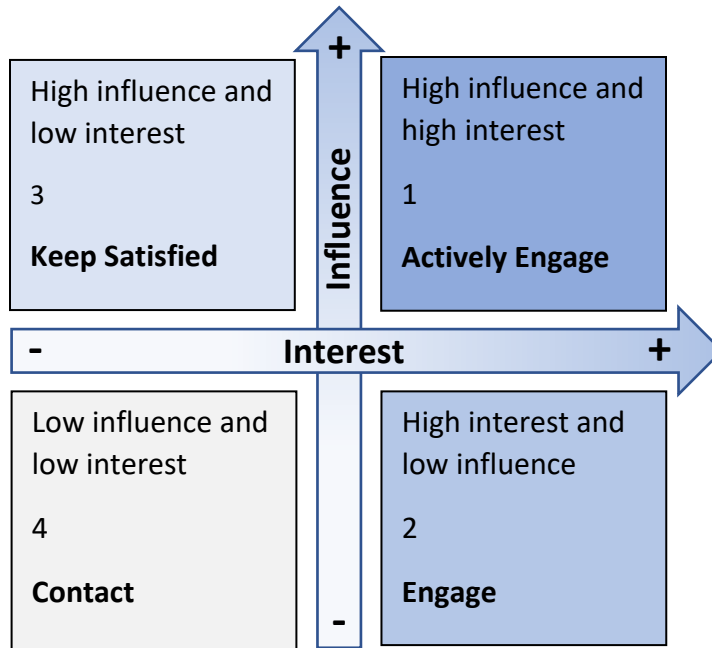 +
High influence and
low interest
3
Keep Satisfied
Influence
High influence and
high interest
1
Actively Engage
-
Interest
+
Low influence and
low interest
4
Contact
-
High interest and
low influence
2
Engage